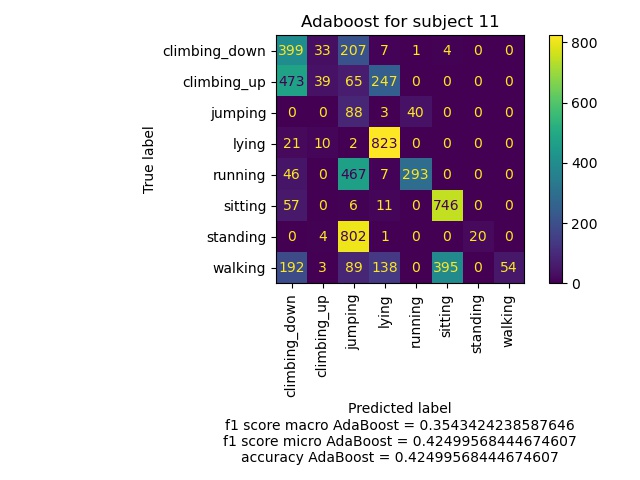 Adaboost for subject 11
climbing_down 399 33 207 7 1 4 0 0
climbing_up 473 39 65 247 0 0 0 0
jumping 0 0 88 3 40 0 0 0
lying 21 10 2 823 0 0 0 0
running 46 0 467 7 293 0 0 0
sitting 57 0 6 11 0 746 0 0
standing 0 4 802 1 0 0 20 0
walking 192 3 89 138 0 395 0 54
True label
climbing_down
climbing_up
jumping
lying
running
sitting
standing
walking
Predicted label
800
600
400
200
0
f1 score macro AdaBoost = 0.3543424238587646
f1 score micro AdaBoost = 0.42499568444674607
accuracy AdaBoost = 0.42499568444674607